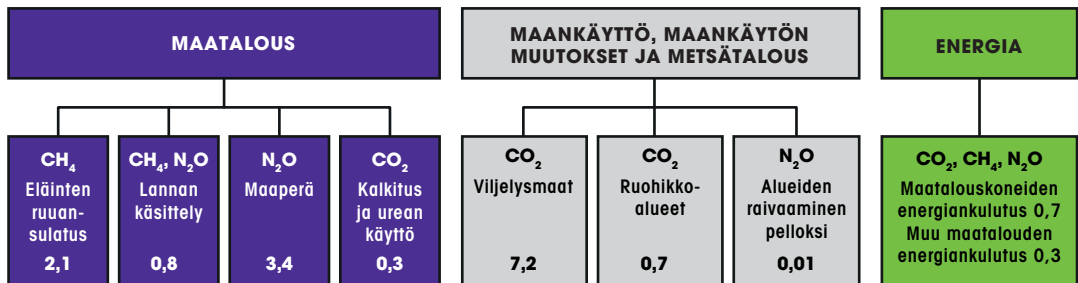 MAATALOUS
MAANKÄYTTÖ, MAANKÄYTÖN
MUUTOKSET JA METSÄTALOUS
ENERGIA
CH₄
Eläinten
ruuan-
sulatus
2,1
CH₄, N₂O
Lannan
käsittely
0,8
N₂O
Maaperä
3,4
CO₂
Kalkitus
ja urean
käyttö
0,3
CO₂
Viljelysmaat
7,2
CO₂
Ruohikko-
alueet
0,7
N₂O
Alueiden
raivaaminen
pelloksi
0,01
CO₂, CH₄, N₂O
Maatalouskoneiden
energiankulutus 0,7
Muu maatalouden
energiankulutus 0,3